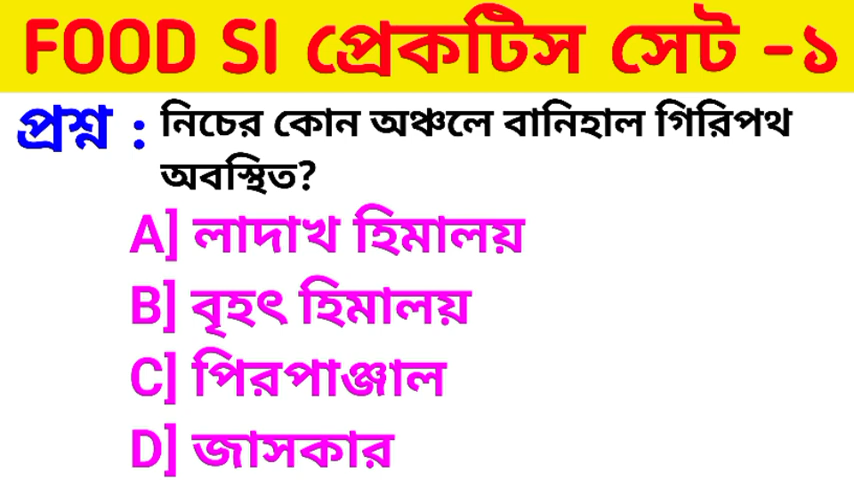 FOOD SI প্রেকটিস সেট -১
প্রশ্ন : নিচের কোন অঞ্চলে বানিহাল গিরিপথ
অবস্থিত?
A] লাদাখ হিমালয়
B] বৃহৎ হিমালয়
C] পিরপাঞ্জাল
D] জাসকার